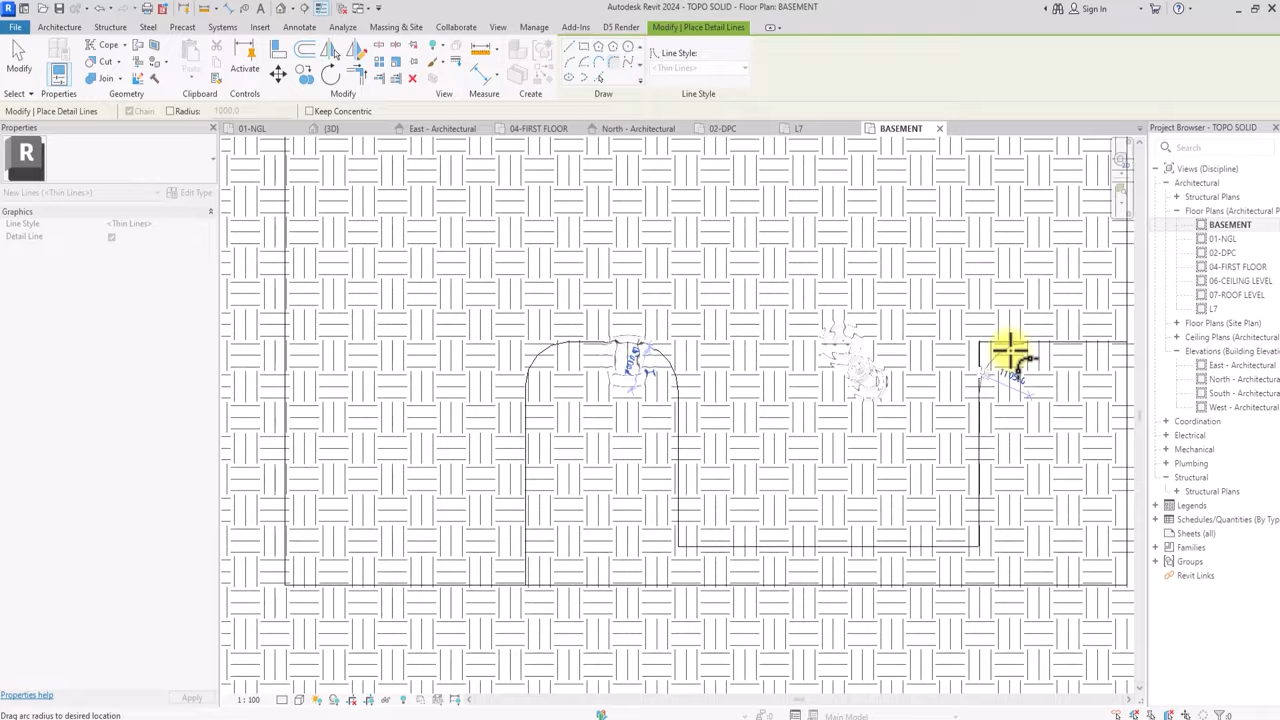 Autodesk Revit 2024 - TOPO SOLID - Floor Plan: BASEMENT
Sign In
File Architecture Structure Steel Precast Systems Insert Annotate Analyze Massing & Site Collaborate View Manage Add-Ins D5 Render Modify | Place Detail Lines
Modify
Paste
Cope
Cut
Join
Activate
Line Style:
<Thin Lines>
Select Properties Geometry Clipboard Controls Modify View Measure Create Draw Line Style
Modify | Place Detail Lines Chain Radius: 1000.0 Keep Concentric
Properties
01-NGL (3D) East - Architectural 04-FIRST FLOOR North - Architectural 02-DPC L7 BASEMENT
Project Browser - TOPO SOLID
R
Search
New Lines (<Thin Lines>) Edit Type
Graphics
Line Style <Thin Lines>
Detail Line
Views (Discipline)
Architectural
Structural Plans
Floor Plans (Architectural P
BASEMENT
01-NGL
02-DPC
04-FIRST FLOOR
06-CEILING LEVEL
07-ROOF LEVEL
L7
Floor Plans (Site Plan)
Ceiling Plans (Architectura
Elevations (Building Elevati
East - Architectural
North - Architectural
South - Architectural
West - Architectural
Coordination
Electrical
Mechanical
Plumbing
Structural
Structural Plans
Legends
Schedules/Quantities (By Typ
Sheets (all)
Families
Groups
Revit Links
Properties help Apply
1 : 100
Drag arc radius to desired location
:0 Main Model :0